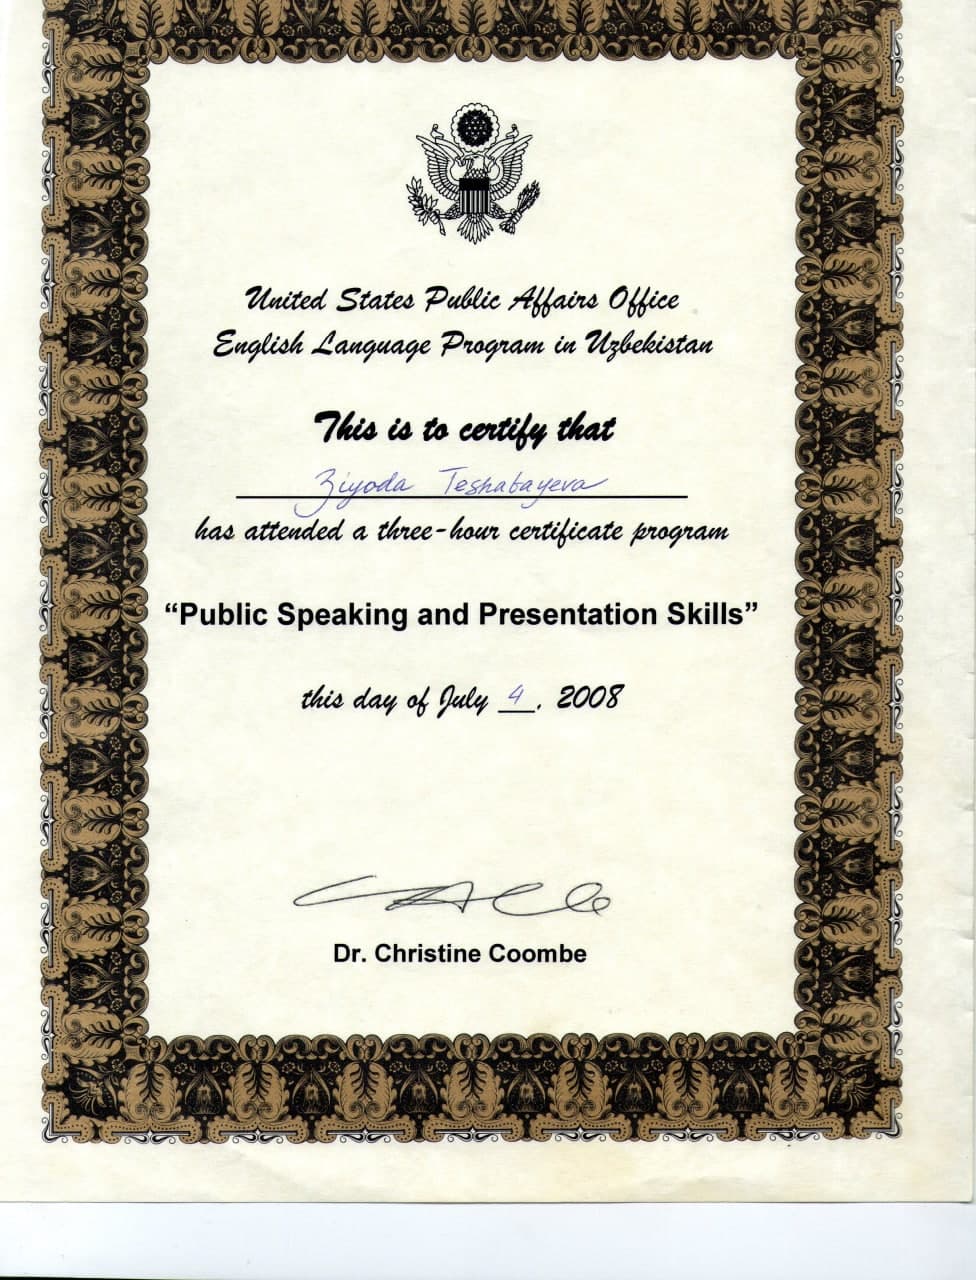 United States Public Affairs Office
English Language Program in Uzbekistan
This is to certify that
Ziyoda Teshabayeva
has attended a three-hour certificate program
“Public Speaking and Presentation Skills”
this day of July 4, 2008
Dr. Christine Coombe